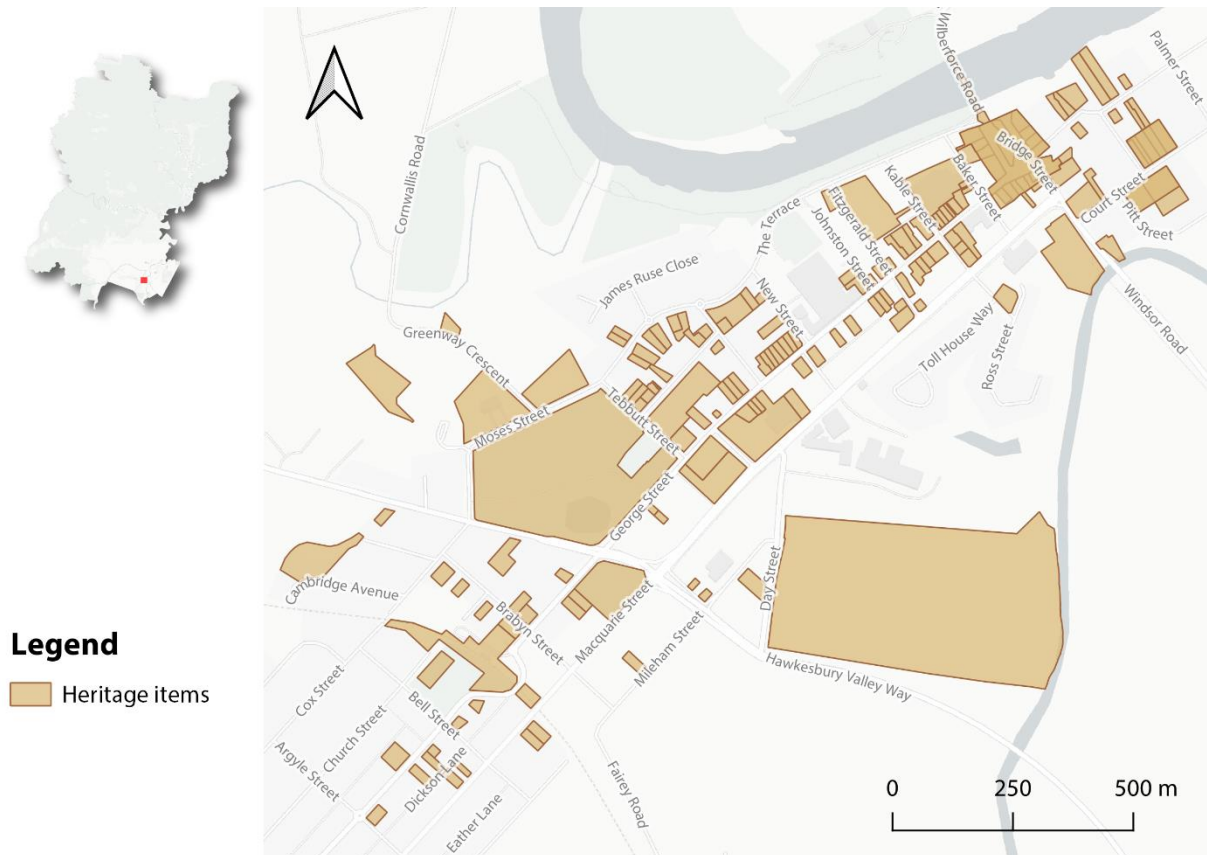 Wilberforce Road
Palmer Street
Cornwallis Road
Bridge Street
Baker Street
Kable Street
Court Street
Pitt Street
Fitzgerald Street
Johnston Street
The Terrace
James Ruse Close
New Street
Windsor Road
Toll House Way
Ross Street
Greenway Crescent
Tebbutt Street
Moses Street
George Street
Day Street
Cambridge Avenue
Brabyn Street
Macquarie Street
Mileham Street
Hawkesbury Valley Way
Legend
Heritage items
Cox Street
Bell Street
Church Street
Argyle Street
Dickson Lane
Eather Lane
Fairey Road
0 250 500 m